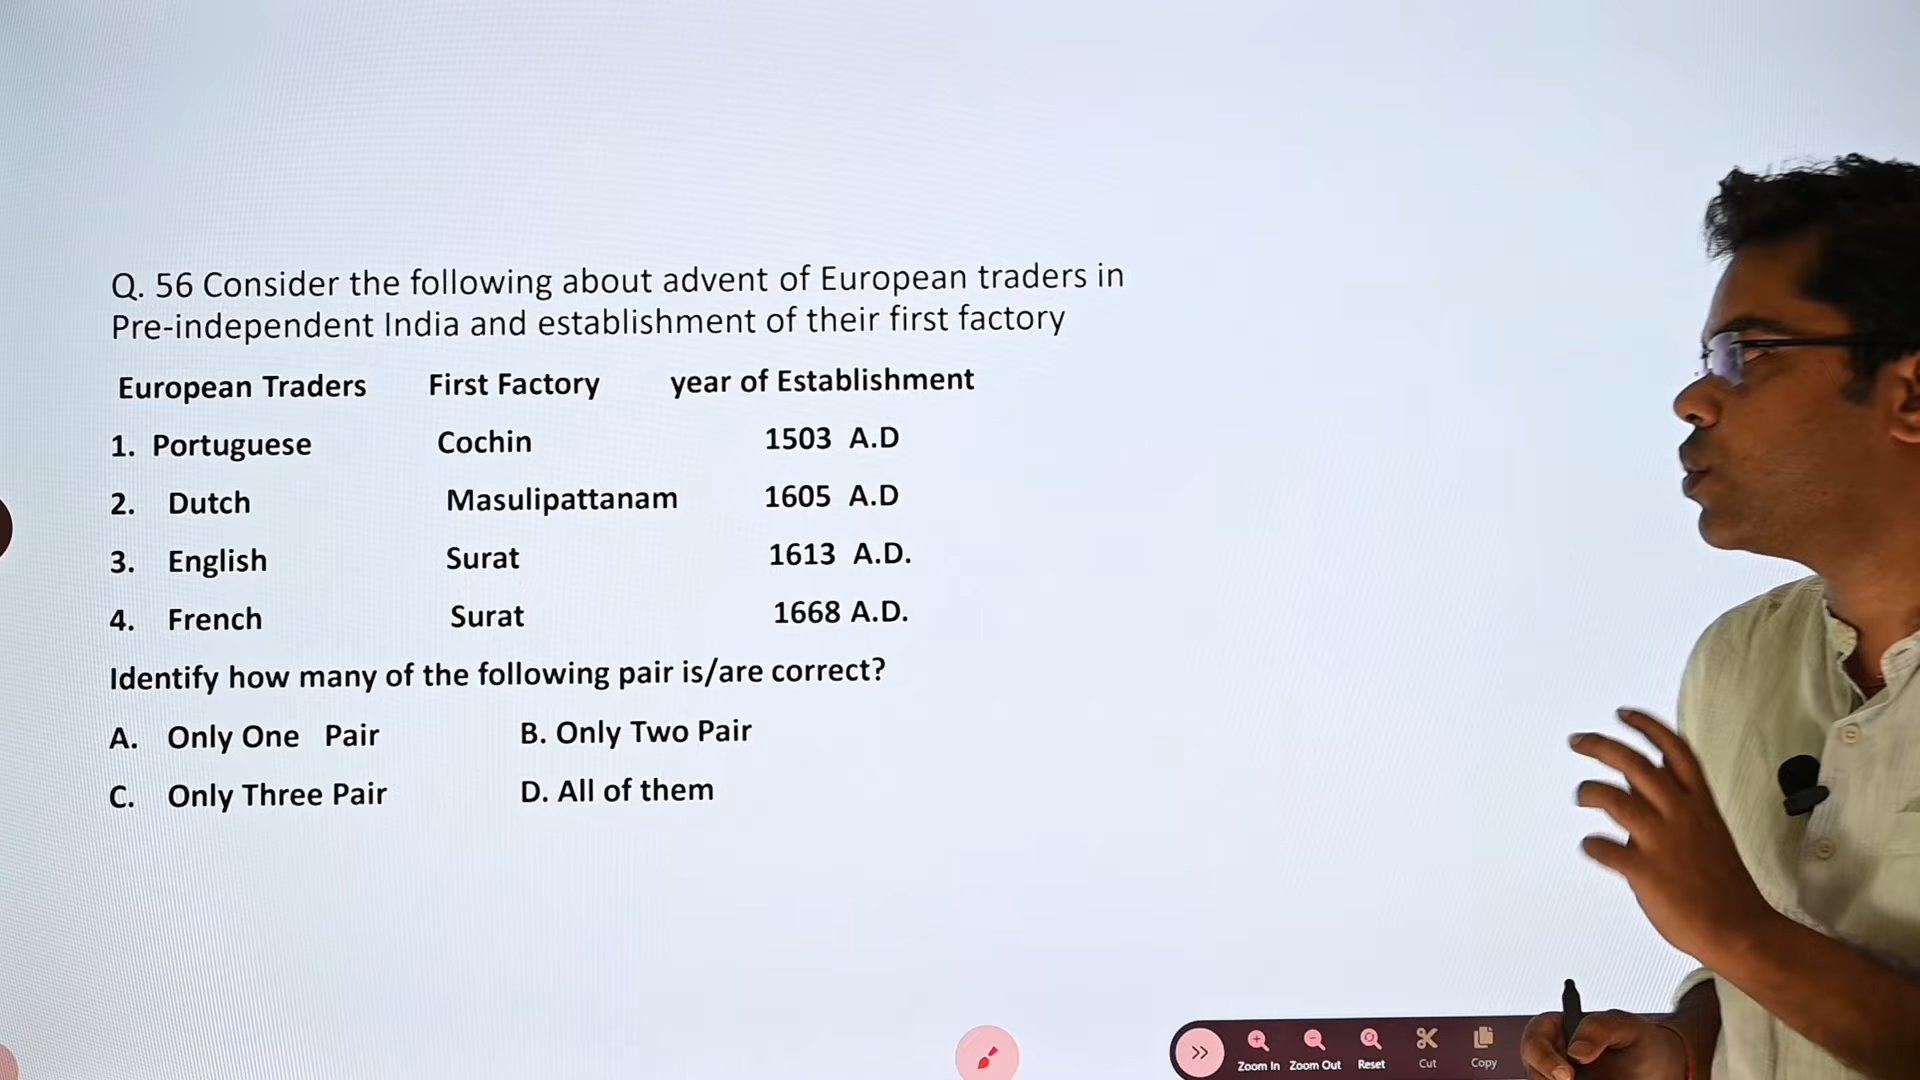 Q. 56 Consider the following about advent of European traders in
Pre-independent India and establishment of their first factory
European Traders First Factory year of Establishment
1. Portuguese Cochin 1503 A.D
2. Dutch Masulipattanam 1605 A.D
3. English Surat 1613 A.D.
4. French Surat 1668 A.D.
Identify how many of the following pair is/are correct?
A. Only One Pair B. Only Two Pair
C. Only Three Pair D. All of them
Zoom In Zoom Out Reset Cut Copy